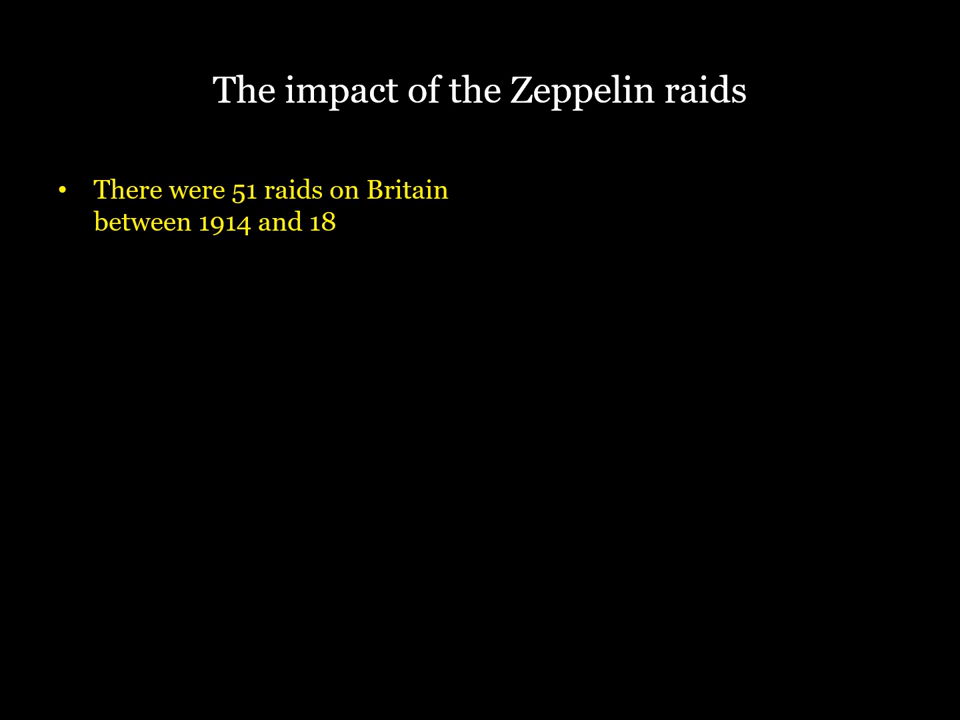 The impact of the Zeppelin raids
• There were 51 raids on Britain
between 1914 and 18